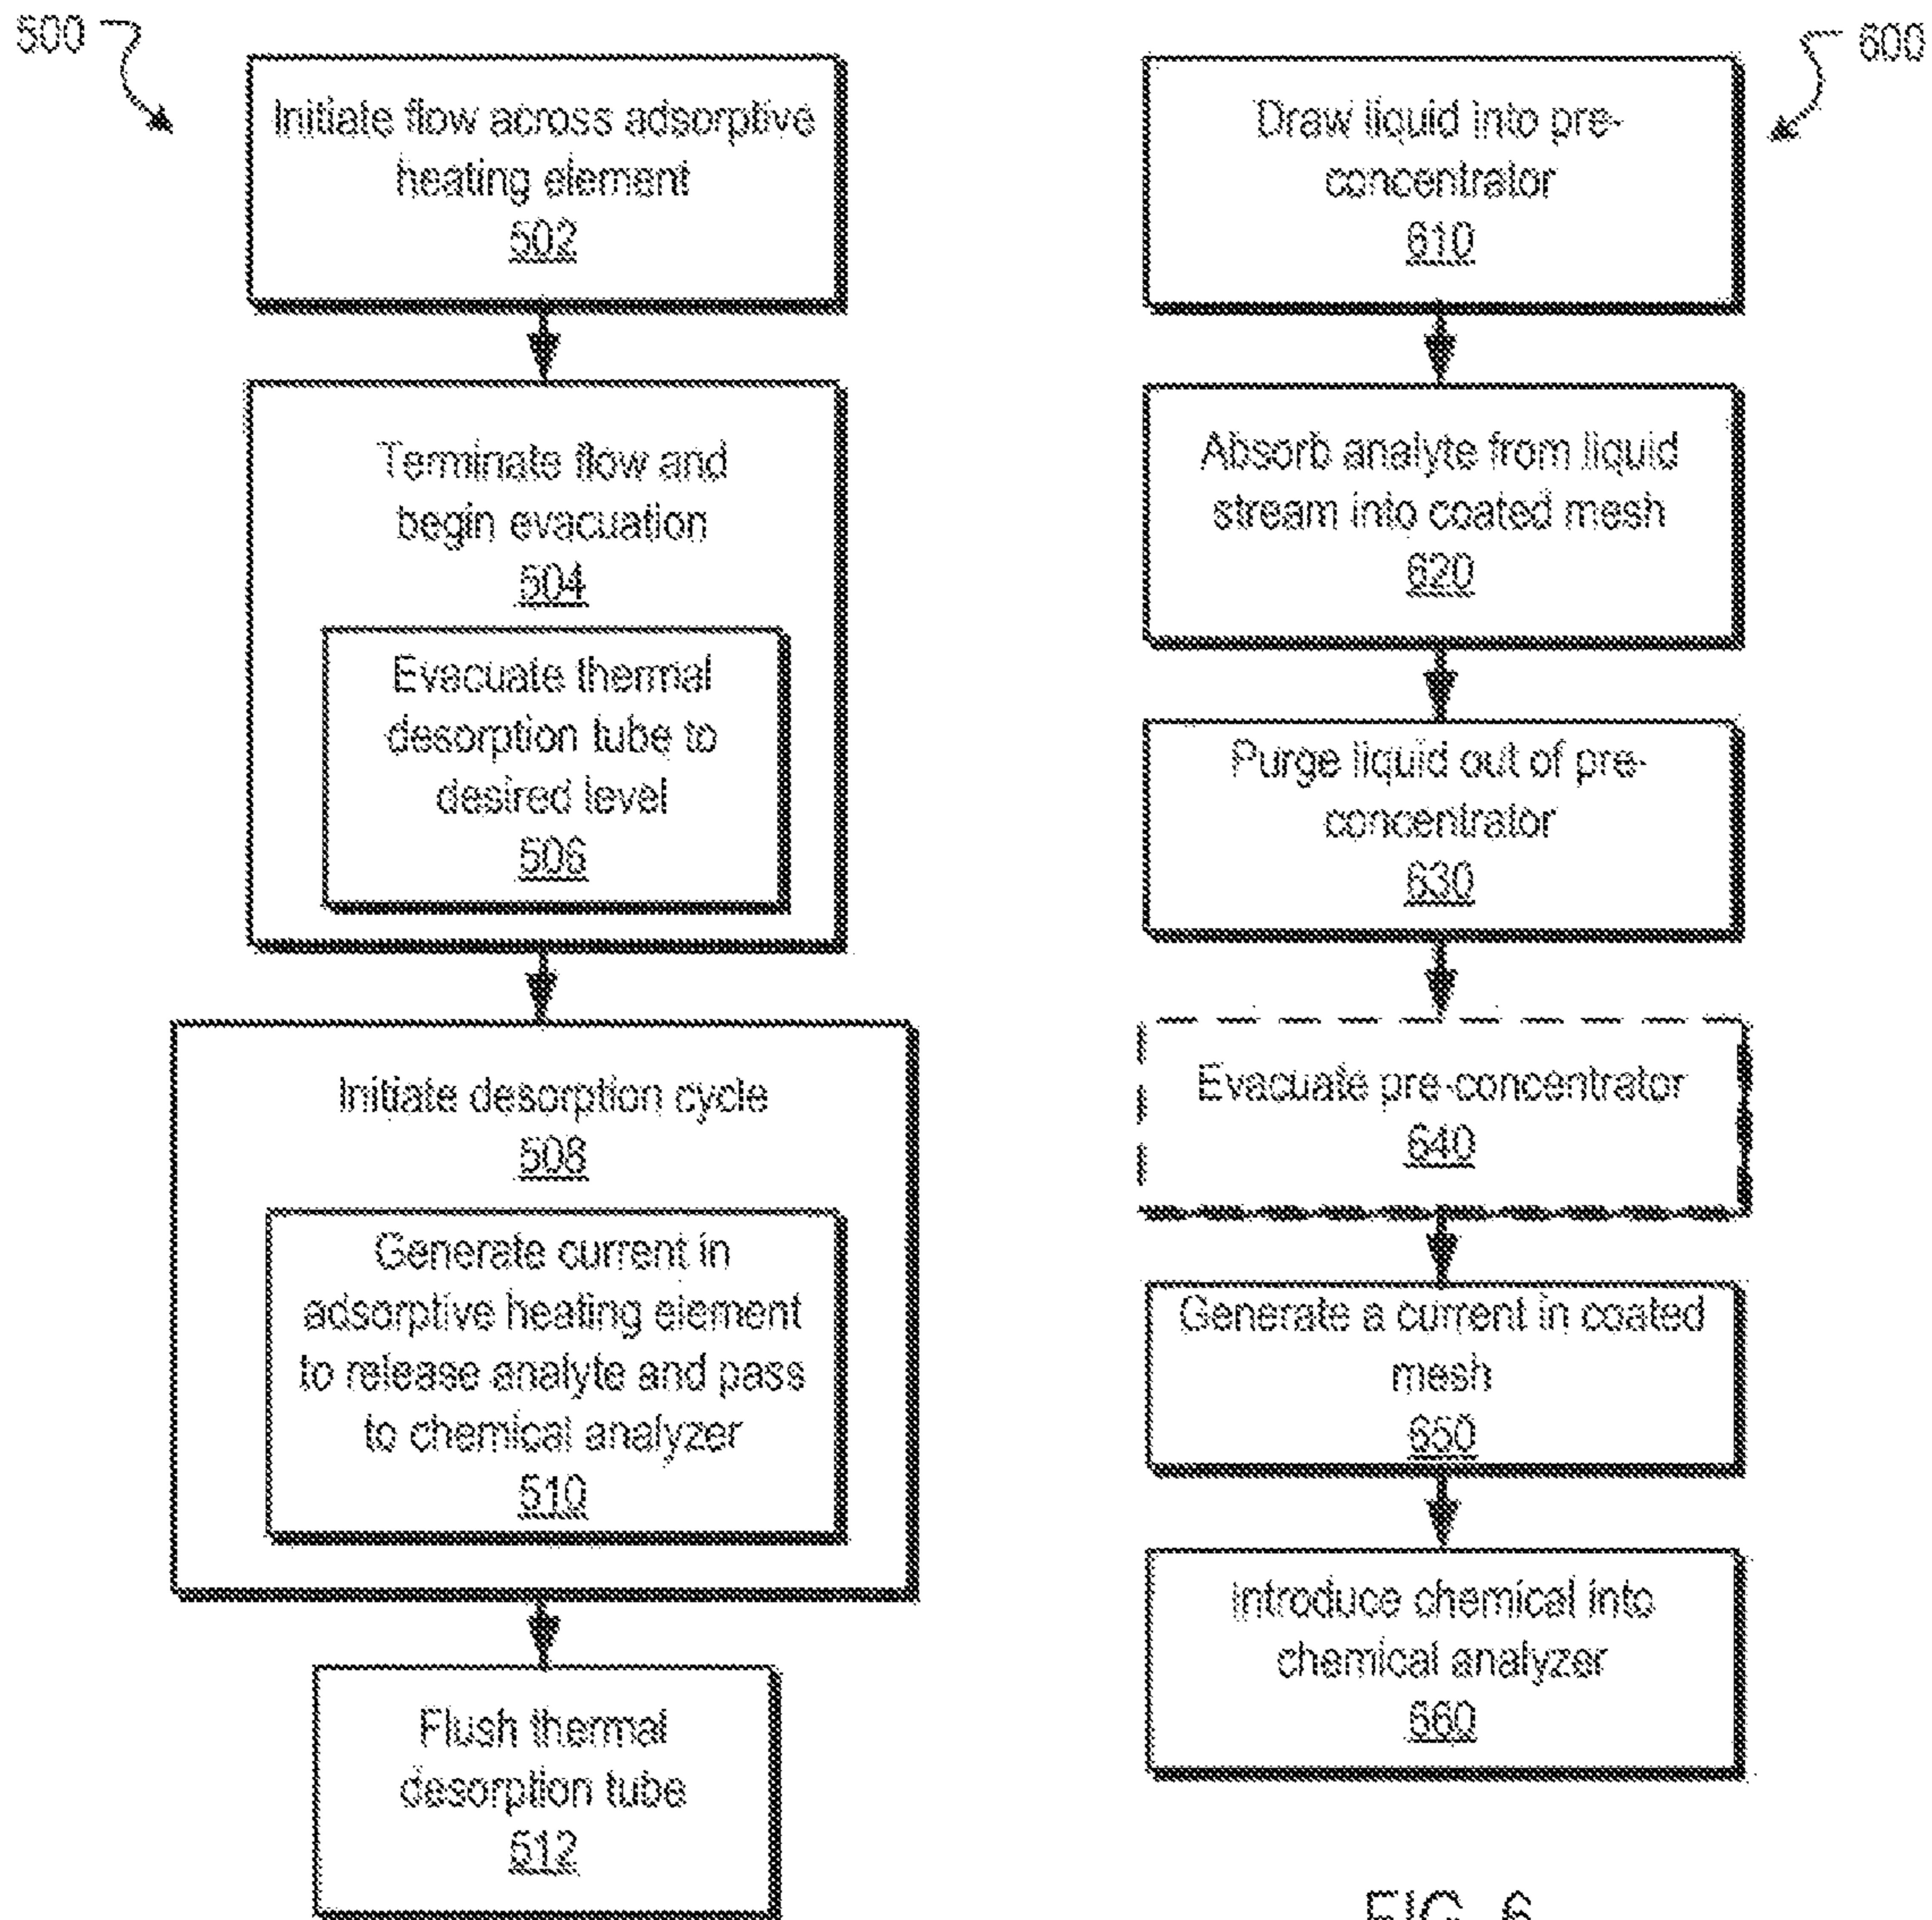 500
Initiate flow across adsorptive
heating element
502
Terminate flow and
begin evacuation
504
Evacuate thermal
desorption tube to
desired level
506
Initiate desorption cycle
508
Generate current in
adsorptive heating element
to release analyte and pass
to chemical analyzer
510
Flush thermal
desorption tube
512
600
Draw liquid into pre-
concentrator
610
Absorb analyte from liquid
stream into coated mesh
620
Purge liquid out of pre-
concentrator
630
Evacuate pre-concentrator
640
Generate a current in coated
mesh
650
Introduce chemical into
chemical analyzer
660
FIG. 6